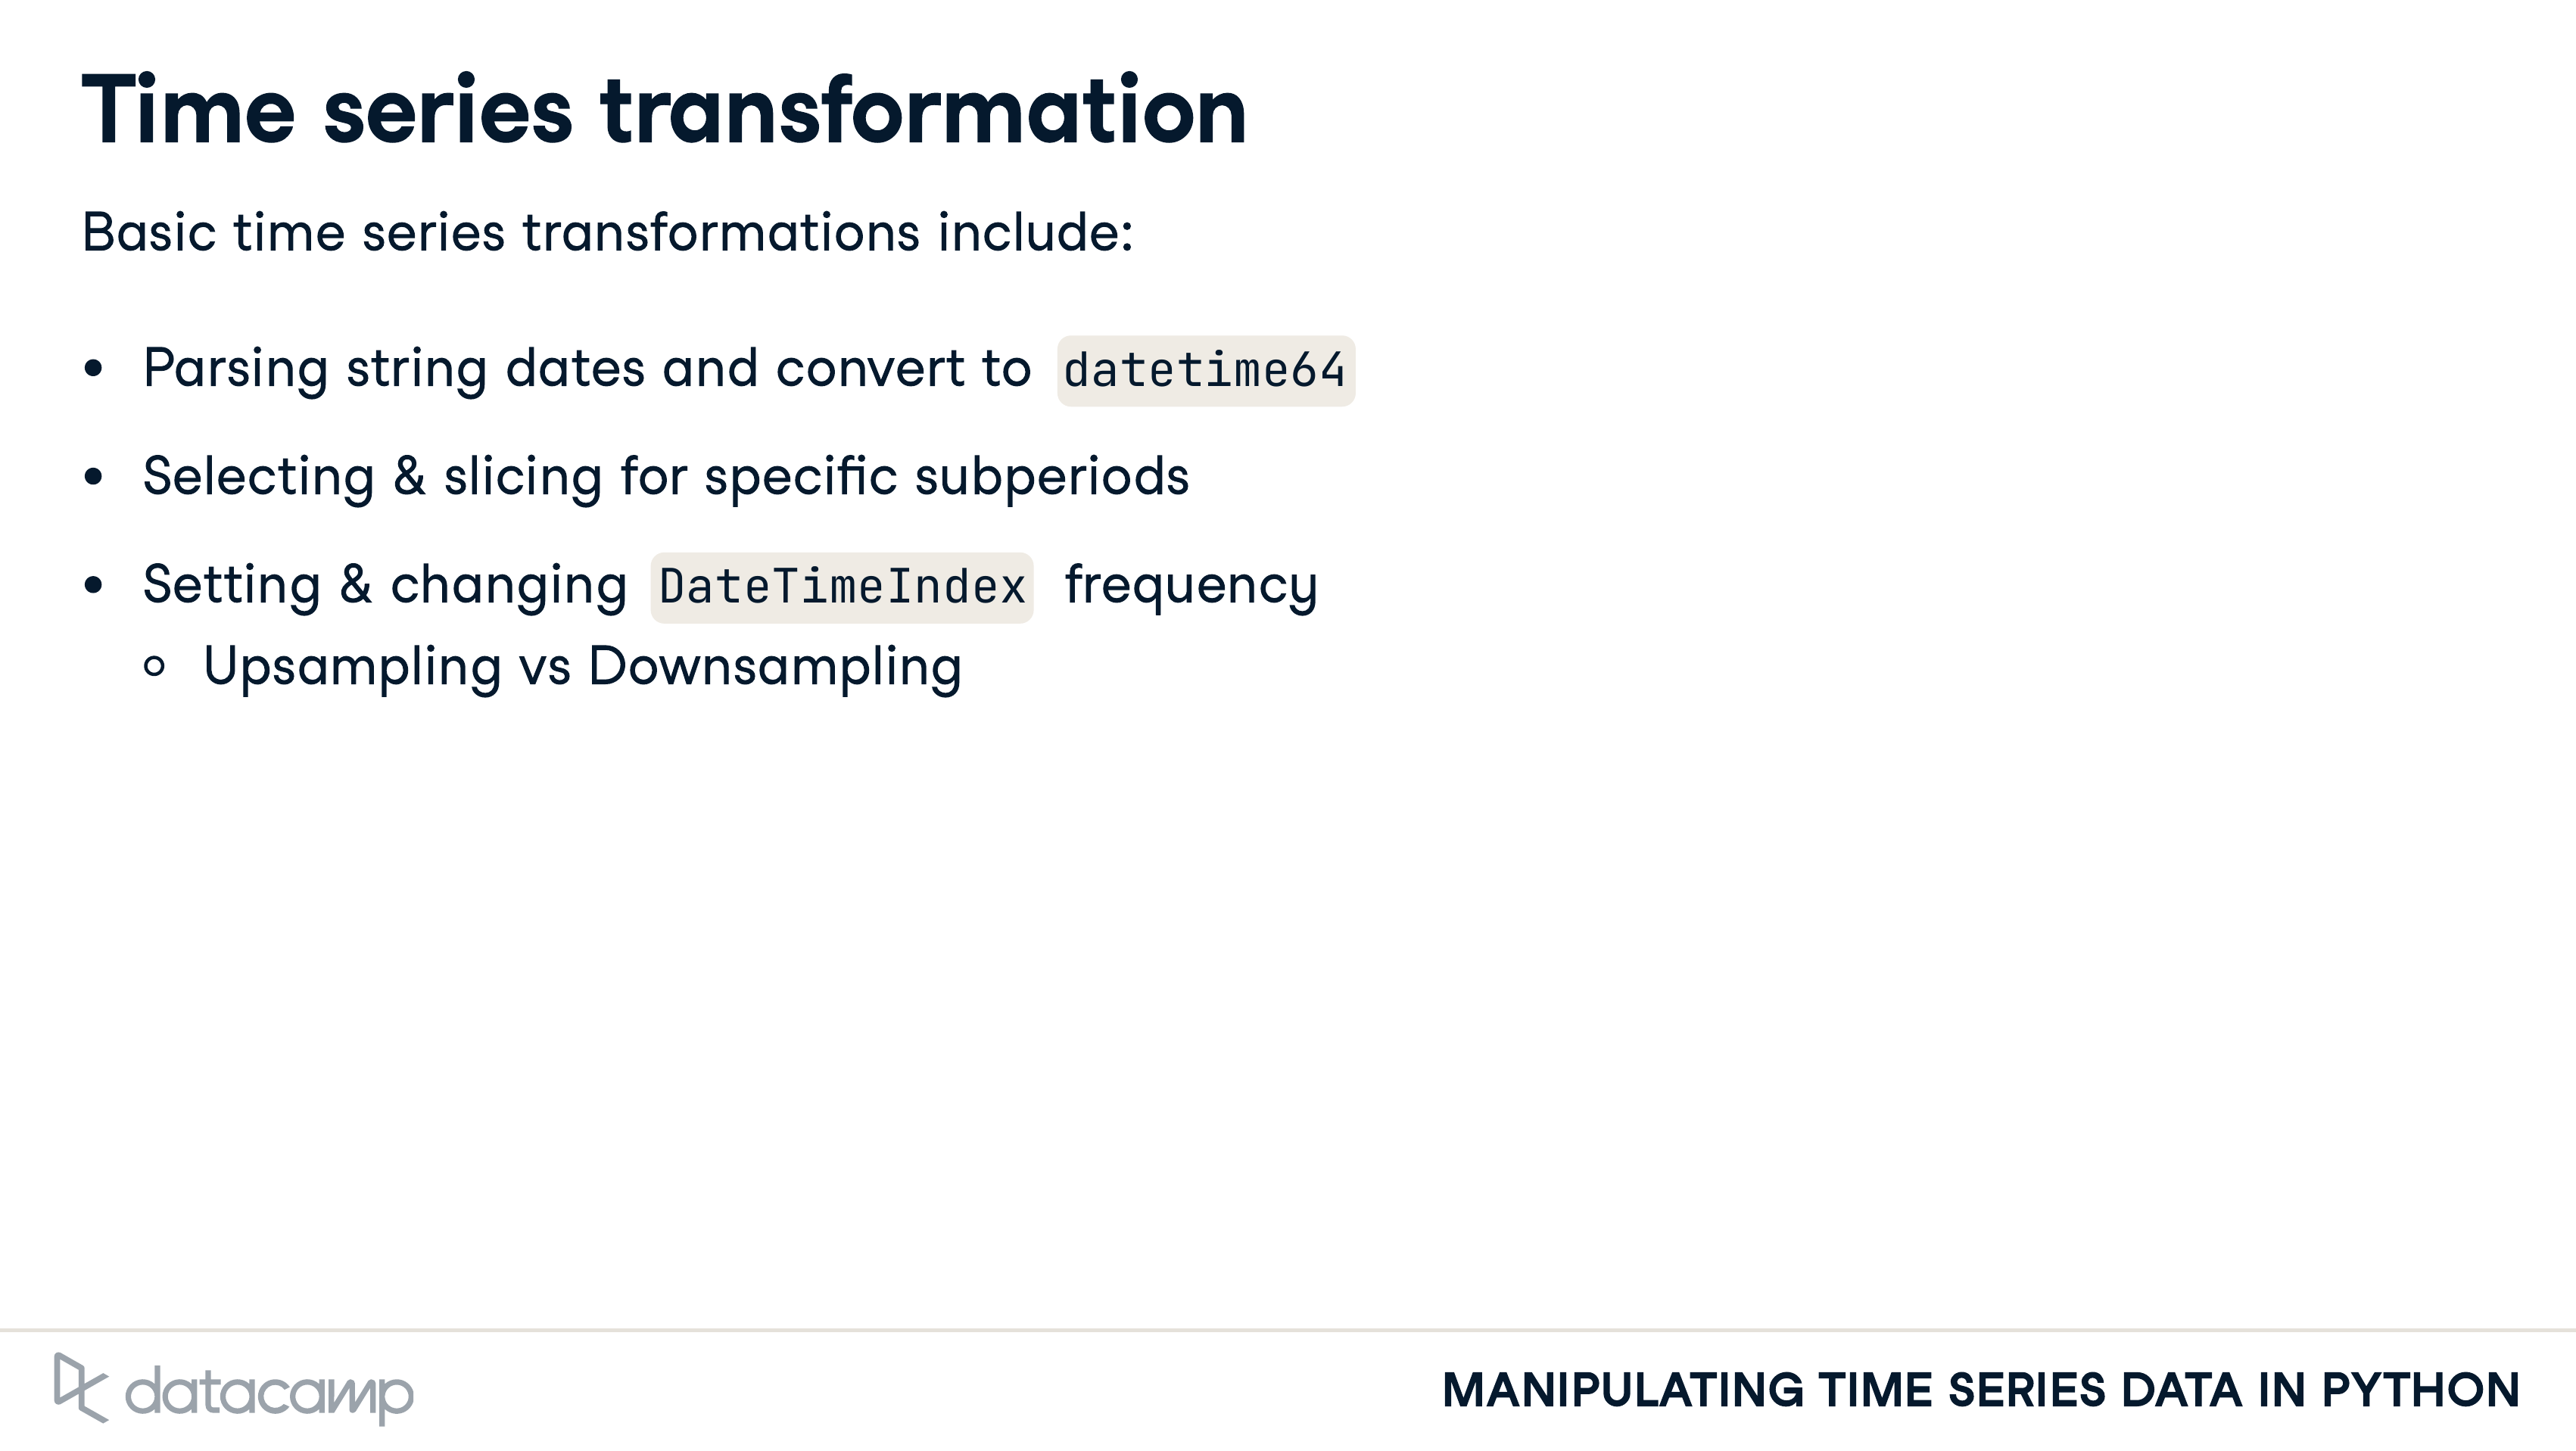 Time series transformation
Basic time series transformations include:
• Parsing string dates and convert to datetime64
• Selecting & slicing for specific subperiods
• Setting & changing DateTimeIndex frequency
○ Upsampling vs Downsampling
datacamp
MANIPULATING TIME SERIES DATA IN PYTHON